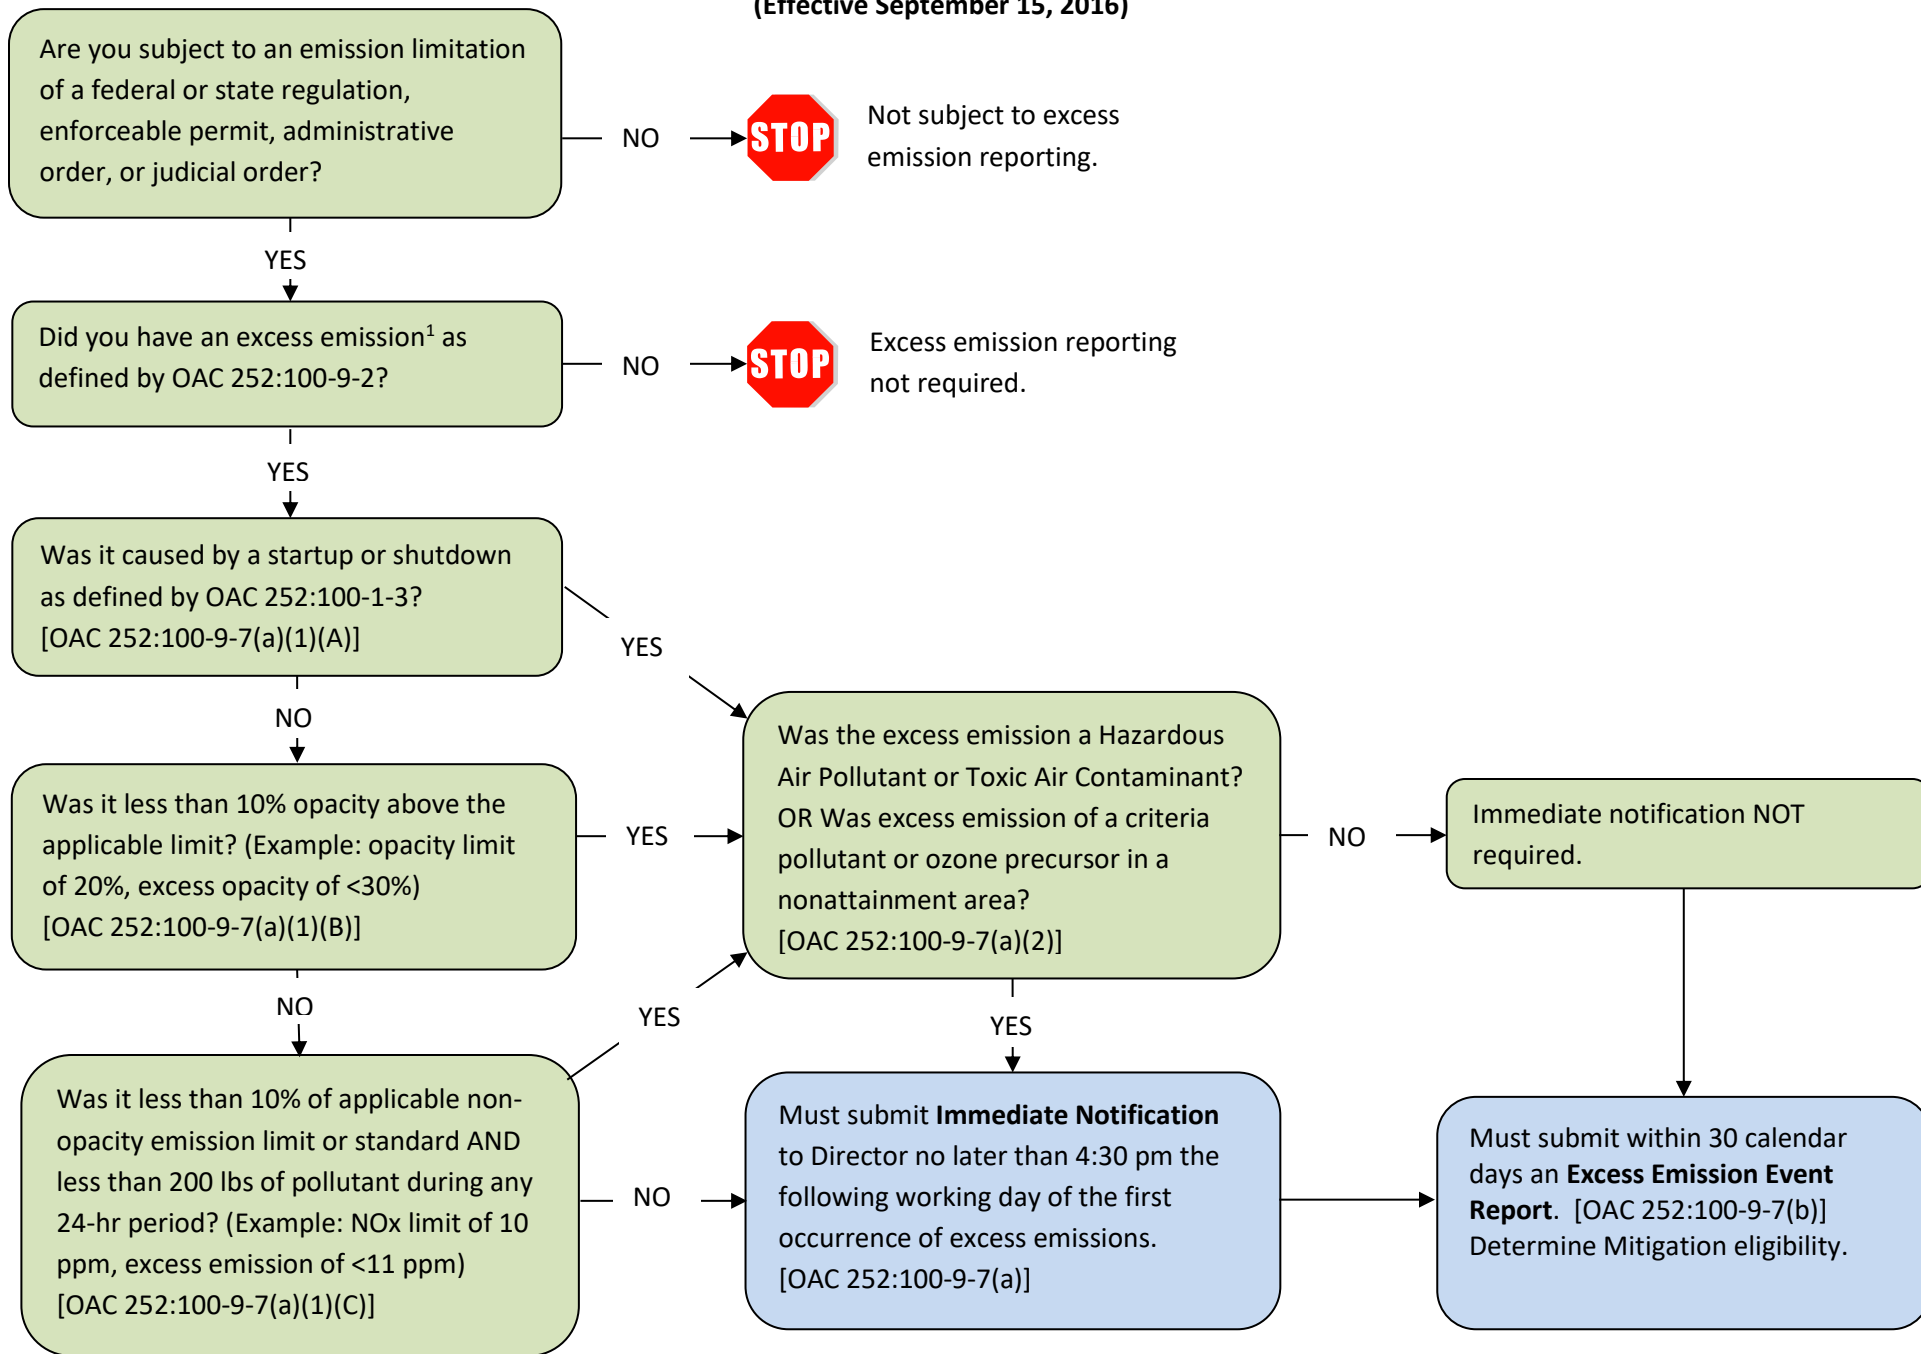 (Effective September 15, 2016)
Are you subject to an emission limitation
of a federal or state regulation,
enforceable permit, administrative
order, or judicial order?
NO
STOP
Not subject to excess
emission reporting.
YES
Did you have an excess emission¹ as
defined by OAC 252:100-9-2?
NO
STOP
Excess emission reporting
not required.
YES
Was it caused by a startup or shutdown
as defined by OAC 252:100-1-3?
[OAC 252:100-9-7(a)(1)(A)]
YES
NO
Was it less than 10% opacity above the
applicable limit? (Example: opacity limit
of 20%, excess opacity of <30%)
[OAC 252:100-9-7(a)(1)(B)]
YES
Was the excess emission a Hazardous
Air Pollutant or Toxic Air Contaminant?
OR Was excess emission of a criteria
pollutant or ozone precursor in a
nonattainment area?
[OAC 252:100-9-7(a)(2)]
NO
Immediate notification NOT
required.
NO
YES
YES
Was it less than 10% of applicable non-
opacity emission limit or standard AND
less than 200 lbs of pollutant during any
24-hr period? (Example: NOx limit of 10
ppm, excess emission of <11 ppm)
[OAC 252:100-9-7(a)(1)(C)]
NO
Must submit Immediate Notification
to Director no later than 4:30 pm the
following working day of the first
occurrence of excess emissions.
[OAC 252:100-9-7(a)]
Must submit within 30 calendar
days an Excess Emission Event
Report. [OAC 252:100-9-7(b)]
Determine Mitigation eligibility.